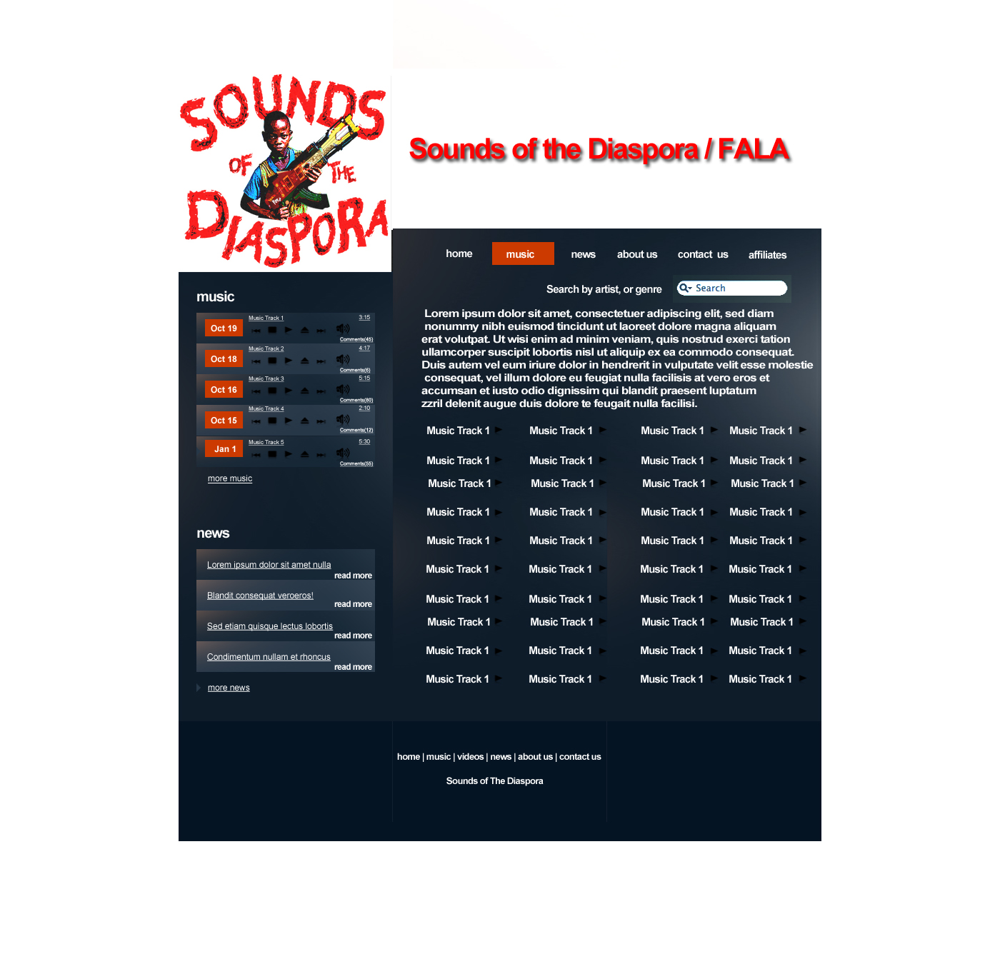 SOUNDS
OF THE
DIASPORA
Sounds of the Diaspora / FALA
home music news about us contact us affiliates
Search by artist, or genre Search
music
Music Track 1 3:15
Oct 19
Comments(45)
Music Track 2 4:17
Oct 18
Comments(6)
Music Track 3 5:15
Oct 16
Comments(80)
Music Track 4 2:10
Oct 15
Comments(12)
Music Track 5 5:30
Jan 1
Comments(55)
more music
news
Lorem ipsum dolor sit amet nulla
read more
Blandit consequat veroeros!
read more
Sed etiam quisque lectus lobortis
read more
Condimentum nullam et rhoncus
read more
more news
Lorem ipsum dolor sit amet, consectetuer adipiscing elit, sed diam
nonummy nibh euismod tincidunt ut laoreet dolore magna aliquam
erat volutpat. Ut wisi enim ad minim veniam, quis nostrud exerci tation
ullamcorper suscipit lobortis nisl ut aliquip ex ea commodo consequat.
Duis autem vel eum iriure dolor in hendrerit in vulputate velit esse molestie
consequat, vel illum dolore eu feugiat nulla facilisis at vero eros et
accumsan et iusto odio dignissim qui blandit praesent luptatum
zzril delenit augue duis dolore te feugait nulla facilisi.
Music Track 1 Music Track 1 Music Track 1 Music Track 1
Music Track 1 Music Track 1 Music Track 1 Music Track 1
Music Track 1 Music Track 1 Music Track 1 Music Track 1
Music Track 1 Music Track 1 Music Track 1 Music Track 1
Music Track 1 Music Track 1 Music Track 1 Music Track 1
Music Track 1 Music Track 1 Music Track 1 Music Track 1
Music Track 1 Music Track 1 Music Track 1 Music Track 1
Music Track 1 Music Track 1 Music Track 1 Music Track 1
Music Track 1 Music Track 1 Music Track 1 Music Track 1
Music Track 1 Music Track 1 Music Track 1 Music Track 1
home | music | videos | news | about us | contact us
Sounds of The Diaspora